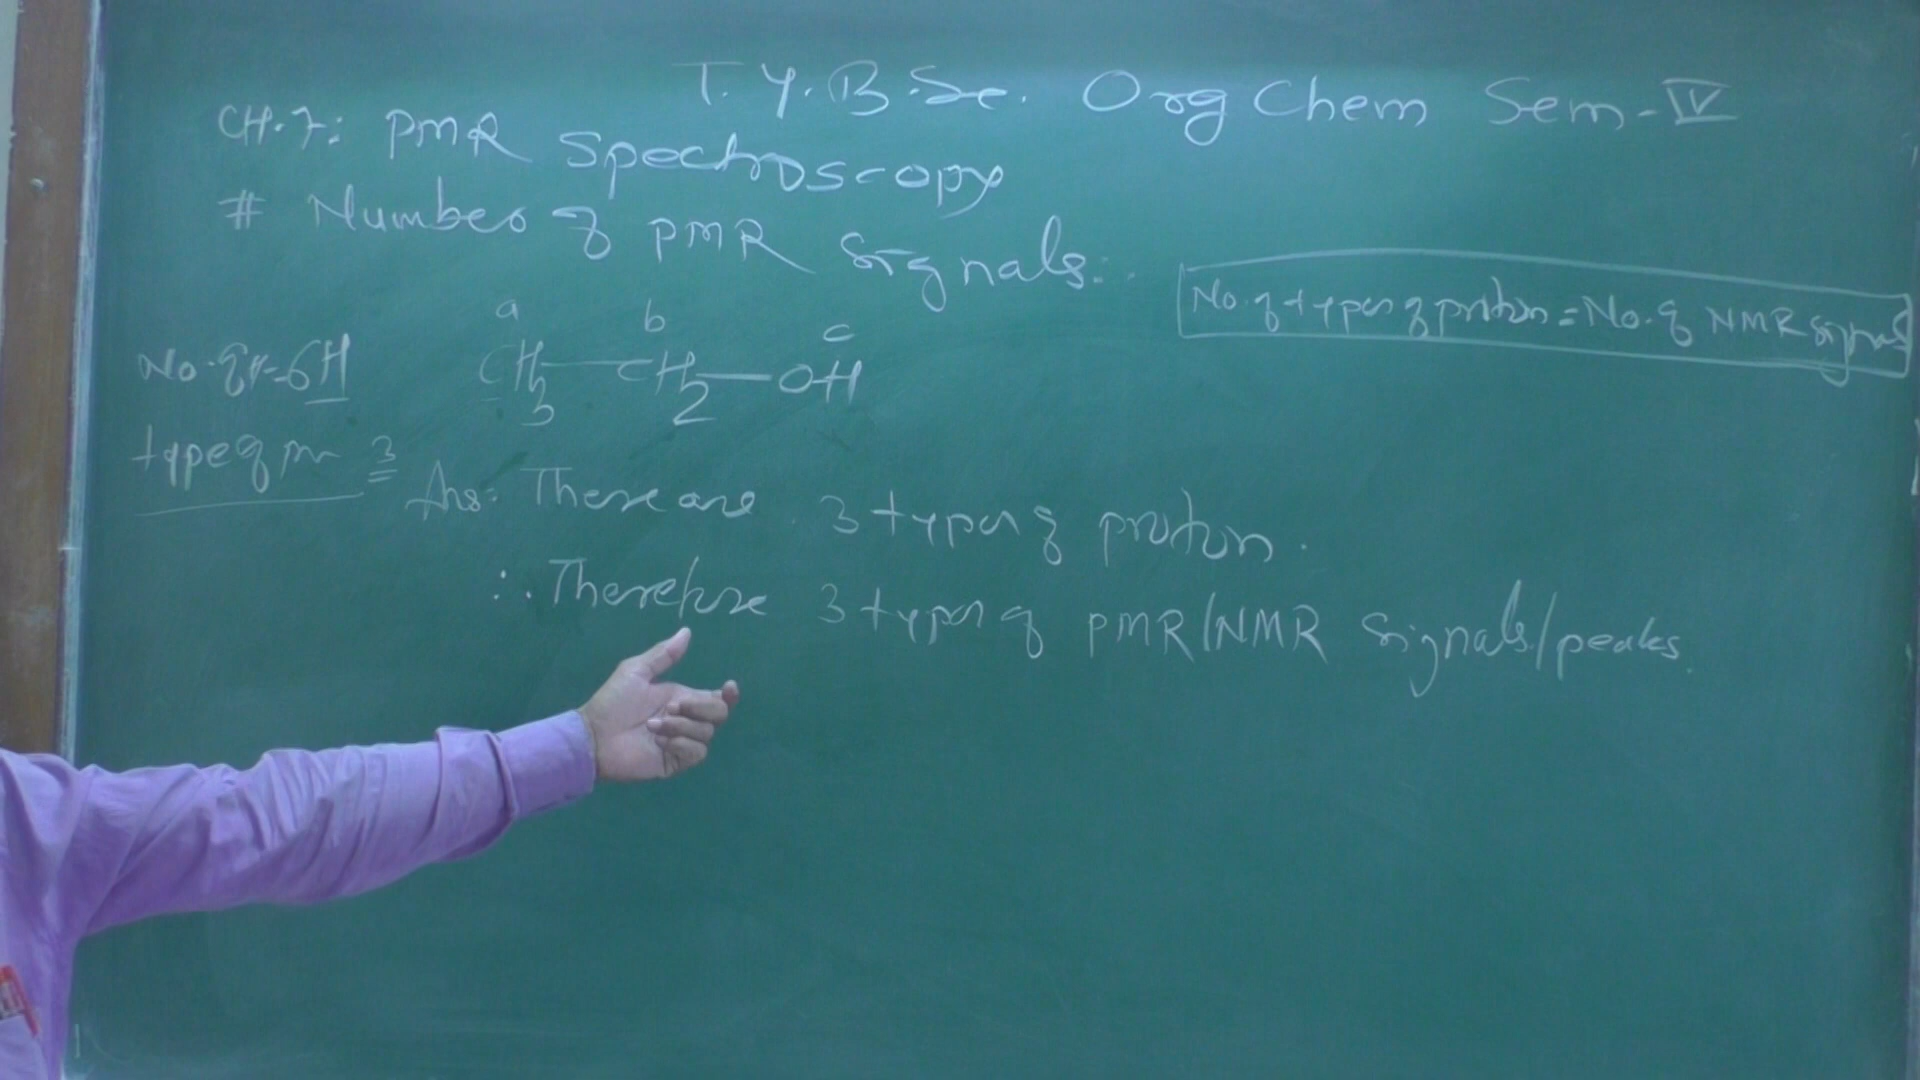 T.Y.B.Sc. Org Chem Sem-IV
CH.7: PMR Spectroscopy
# Number of PMR Signals:
No. of types of proton = No. of NMR signals
a b c
No. of H=6H CH3—CH2—OH
type of pr 3
Ans: There are 3 types of proton.
∴ Therefore 3 types of PMR/NMR signals/peaks.